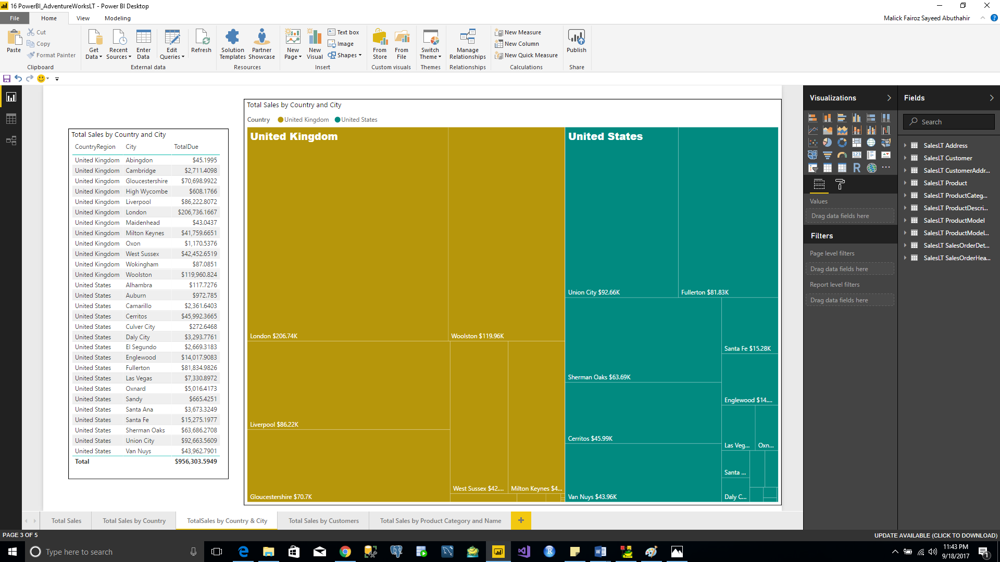 16 PowerBI_AdventureWorksLT - Power BI Desktop
File Home View Modeling
Malick Fairoz Sayeed Abuthahir
Paste
Cut
Copy
Format Painter
Clipboard
Get Data
Recent Sources
Enter Data
Edit Queries
Refresh
External data
Solution Templates
Partner Showcase
Resources
New Page
New Visual
Text box
Image
Shapes
Insert
From Store
From File
Custom visuals
Switch Theme
Themes
Manage Relationships
Relationships
New Measure
New Column
New Quick Measure
Calculations
Publish
Share
Total Sales by Country and City
CountryRegion City TotalDue
United Kingdom Abingdon $45.1995
United Kingdom Cambridge $2,711.4098
United Kingdom Gloucestershire $70,698.9922
United Kingdom High Wycombe $608.1766
United Kingdom Liverpool $86,222.8072
United Kingdom London $206,736.1667
United Kingdom Maidenhead $43.0437
United Kingdom Milton Keynes $41,759.6651
United Kingdom Oxon $1,170.5376
United Kingdom West Sussex $42,452.6519
United Kingdom Wokingham $87.0851
United Kingdom Woolston $119,960.824
United States Alhambra $117.7276
United States Auburn $972.785
United States Camarillo $2,361.6403
United States Cerritos $45,992.3665
United States Culver City $272.6468
United States Daly City $3,293.7761
United States El Segundo $2,669.3183
United States Englewood $14,017.9083
United States Fullerton $81,834.9826
United States Las Vegas $7,330.8972
United States Oxnard $5,016.4173
United States Sandy $665.4251
United States Santa Ana $3,673.3249
United States Santa Fe $15,275.1977
United States Sherman Oaks $63,686.2708
United States Union City $92,663.5609
United States Van Nuys $43,962.7901
Total $956,303.5949
Total Sales by Country and City
Country United Kingdom United States
United Kingdom
London $206.74K
Woolston $119.96K
Liverpool $86.22K
Gloucestershire $70.7K
West Sussex $42....
Milton Keynes $4...
United States
Union City $92.66K
Fullerton $81.83K
Sherman Oaks $63.69K
Santa Fe $15.28K
Englewood $14....
Cerritos $45.99K
Las Veg...
Oxn...
Santa ...
Van Nuys $43.96K
Daly C...
Visualizations
123
R
Values
Drag data fields here
Filters
Page level filters
Drag data fields here
Report level filters
Drag data fields here
Fields
Search
SalesLT Address
SalesLT Customer
SalesLT CustomerAddr...
SalesLT Product
SalesLT ProductCateg...
SalesLT ProductDescri...
SalesLT ProductModel
SalesLT ProductModel...
SalesLT SalesOrderDet...
SalesLT SalesOrderHea...
Total Sales
Total Sales by Country
TotalSales by Country & City
Total Sales by Customers
Total Sales by Product Category and Name
+
PAGE 3 OF 5
UPDATE AVAILABLE (CLICK TO DOWNLOAD)
Type here to search
11:43 PM
9/18/2017
1